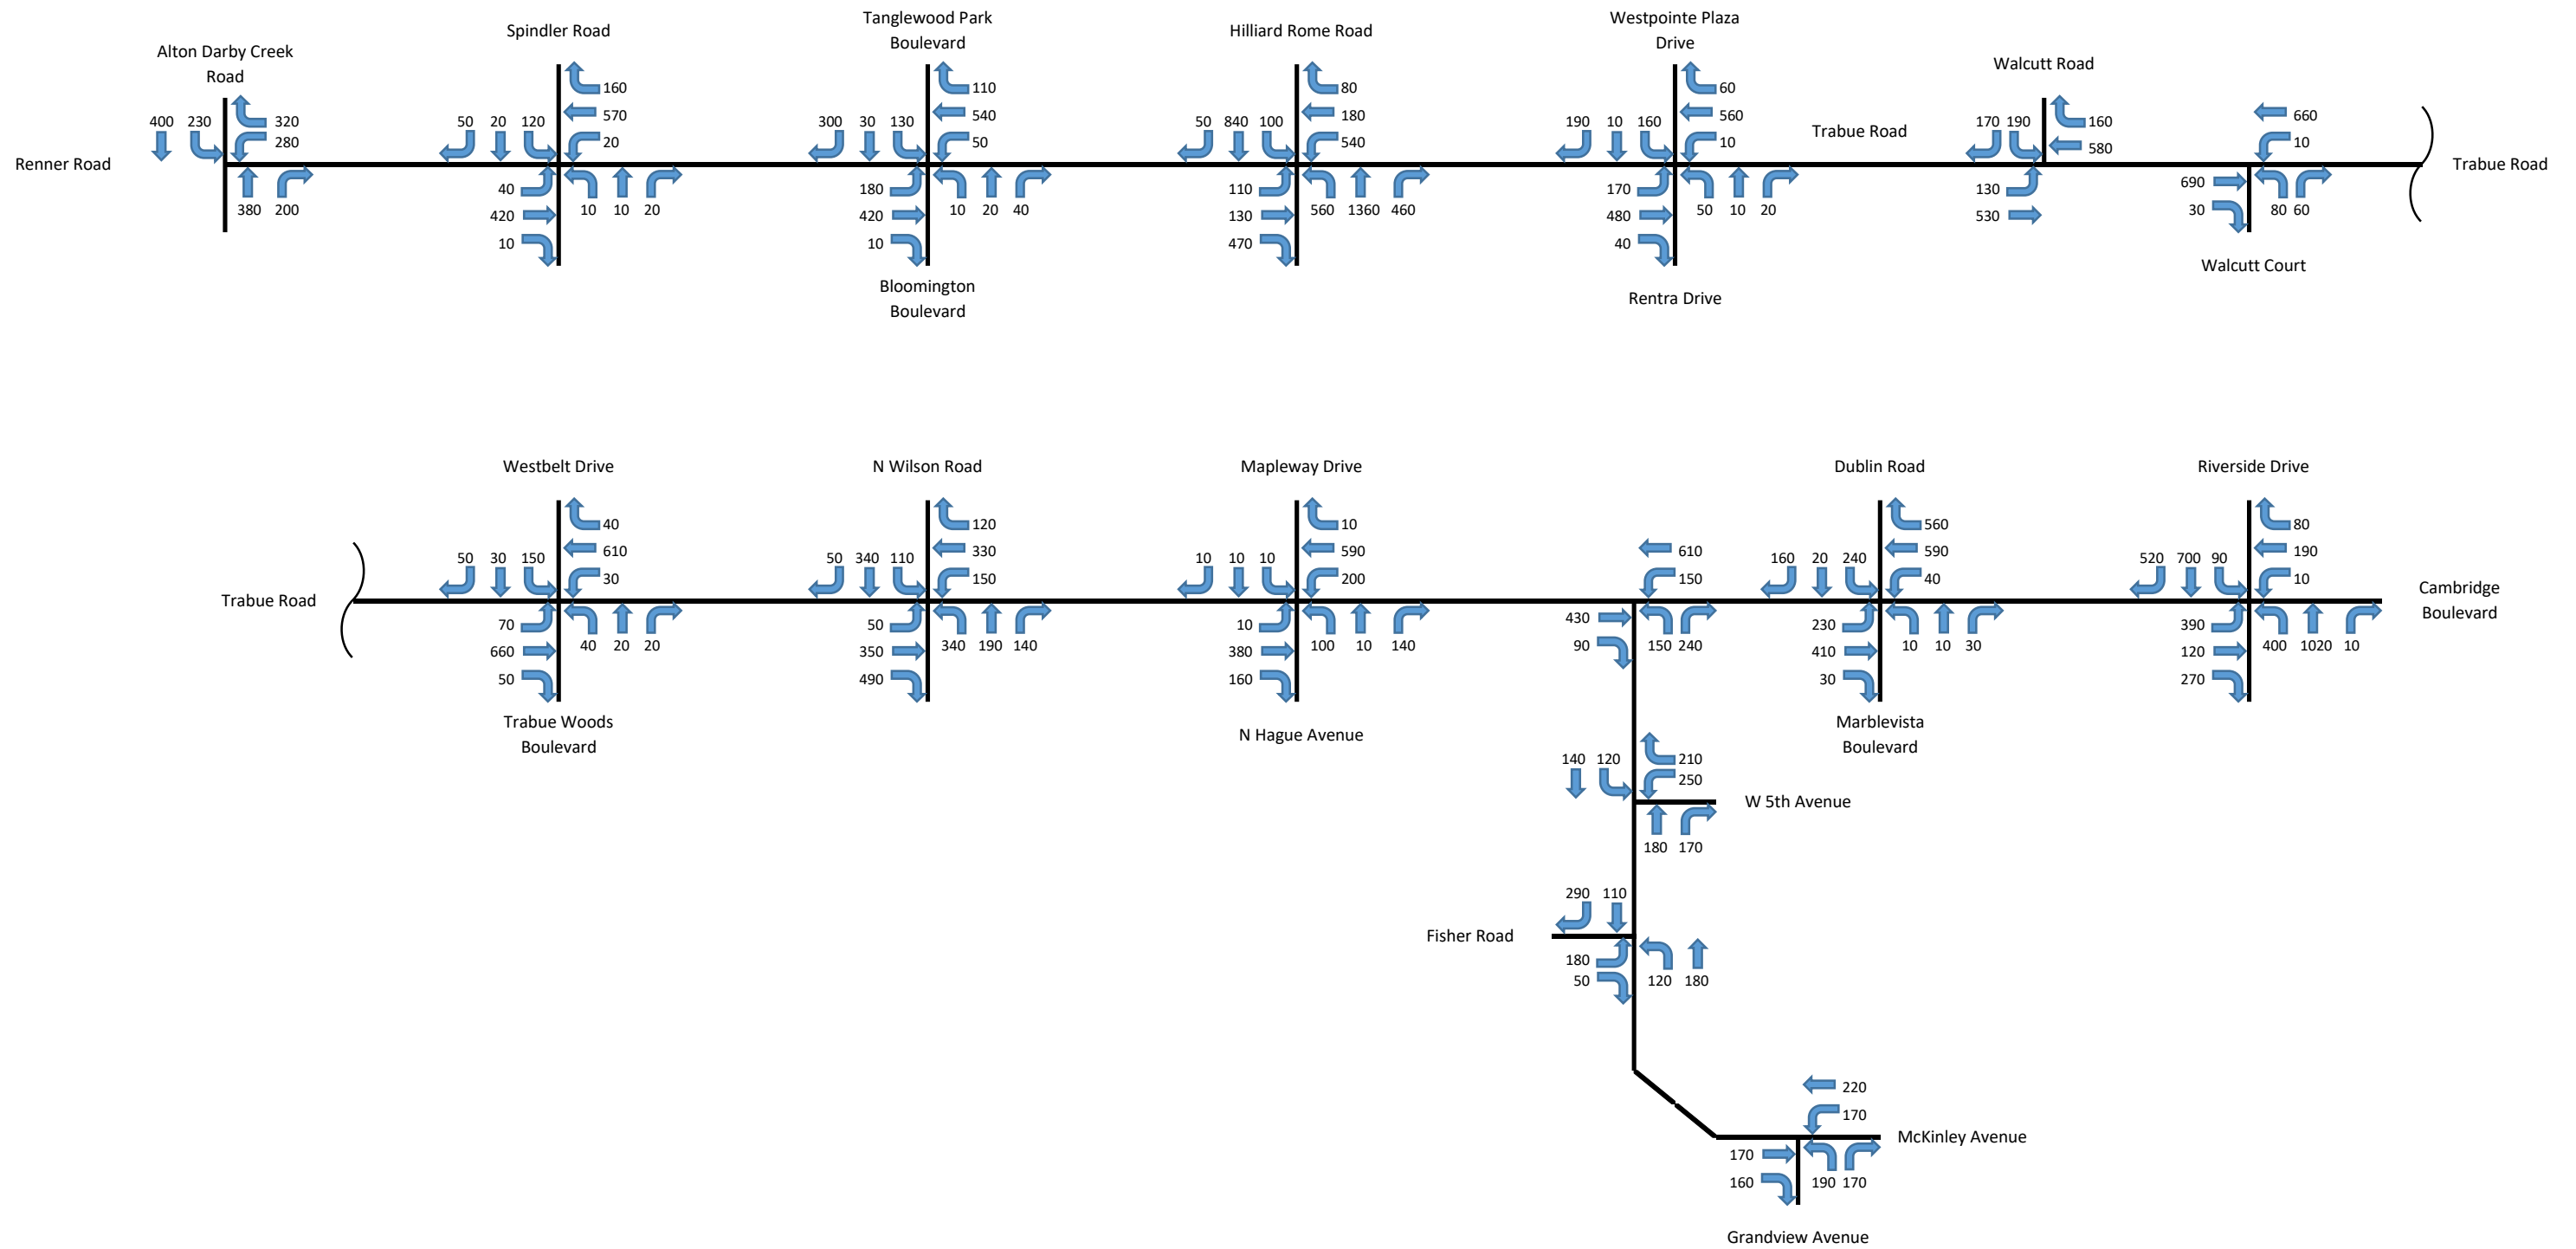 Alton Darby Creek
Road
Spindler Road
Tanglewood Park
Boulevard
Hilliard Rome Road
Westpointe Plaza
Drive
Walcutt Road
Trabue Road
Renner Road
Trabue Road
400 230
320
280
380 200
50 20 120
160
570
20
40
420
10
10 10 20
300 30 130
110
540
50
180
420
10
10 20 40
Bloomington
Boulevard
50 840 100
80
180
540
110
130
470
560 1360 460
190 10 160
60
560
10
170
480
40
50 10 20
Rentra Drive
170 190
160
580
130
530
660
10
690
30
80 60
Walcutt Court
Westbelt Drive
N Wilson Road
Mapleway Drive
Dublin Road
Riverside Drive
Trabue Road
Cambridge
Boulevard
50 30 150
40
610
30
70
660
50
40 20 20
Trabue Woods
Boulevard
50 340 110
120
330
150
50
350
490
340 190 140
10 10 10
10
590
200
10
380
160
100 10 140
N Hague Avenue
610
150
430
90
150 240
160 20 240
560
590
40
230
410
30
10 10 30
Marblevista
Boulevard
520 700 90
80
190
10
390
120
270
400 1020 10
140 120
210
250
W 5th Avenue
180 170
290 110
Fisher Road
180
50
120 180
220
170
McKinley Avenue
170
160
190 170
Grandview Avenue